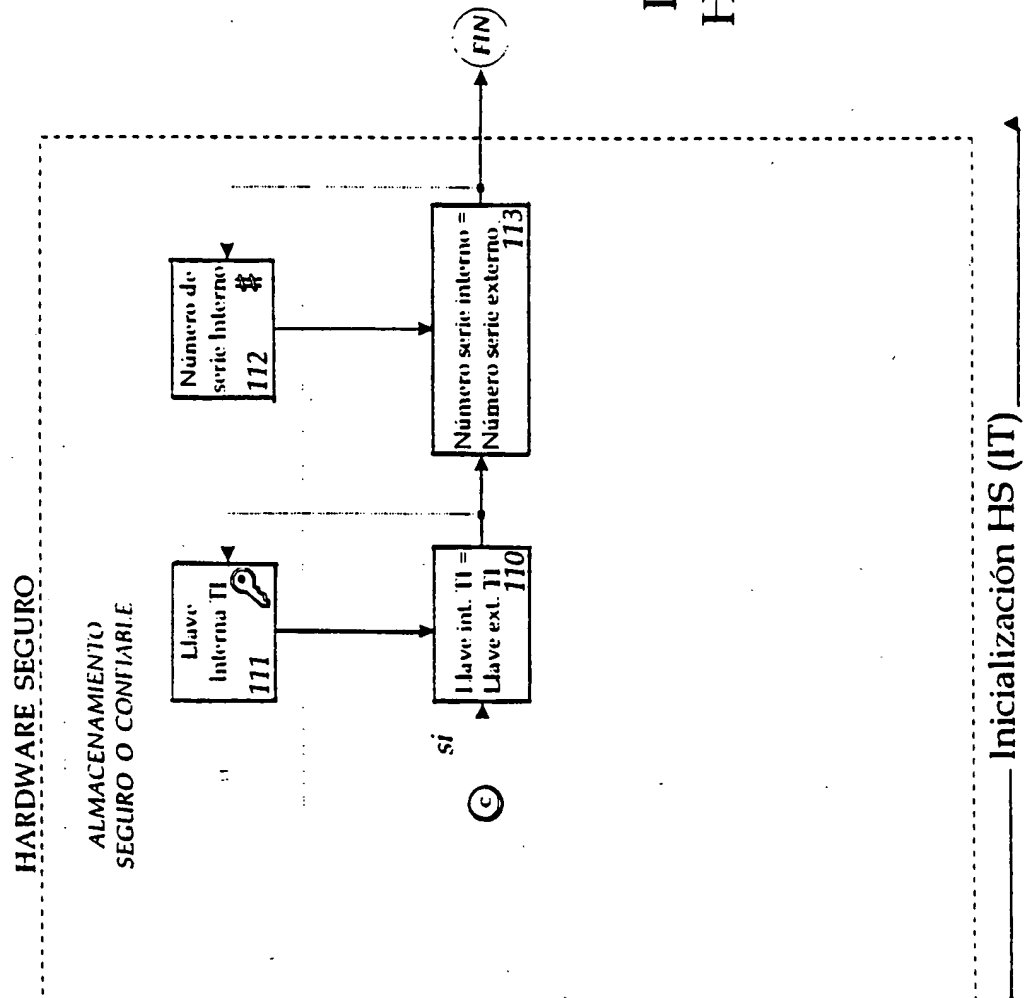 HARDWARE SEGURO
ALMACENAMIENTO
SEGURO O CONFIABLE
Llave
Interna TI
111
Número de
serie Interno
112 #
C
si
Llave int. TI =
Llave ext. TI
110
Número serie interno =
Número serie externo
113
FIN
Inicialización HS (IT)